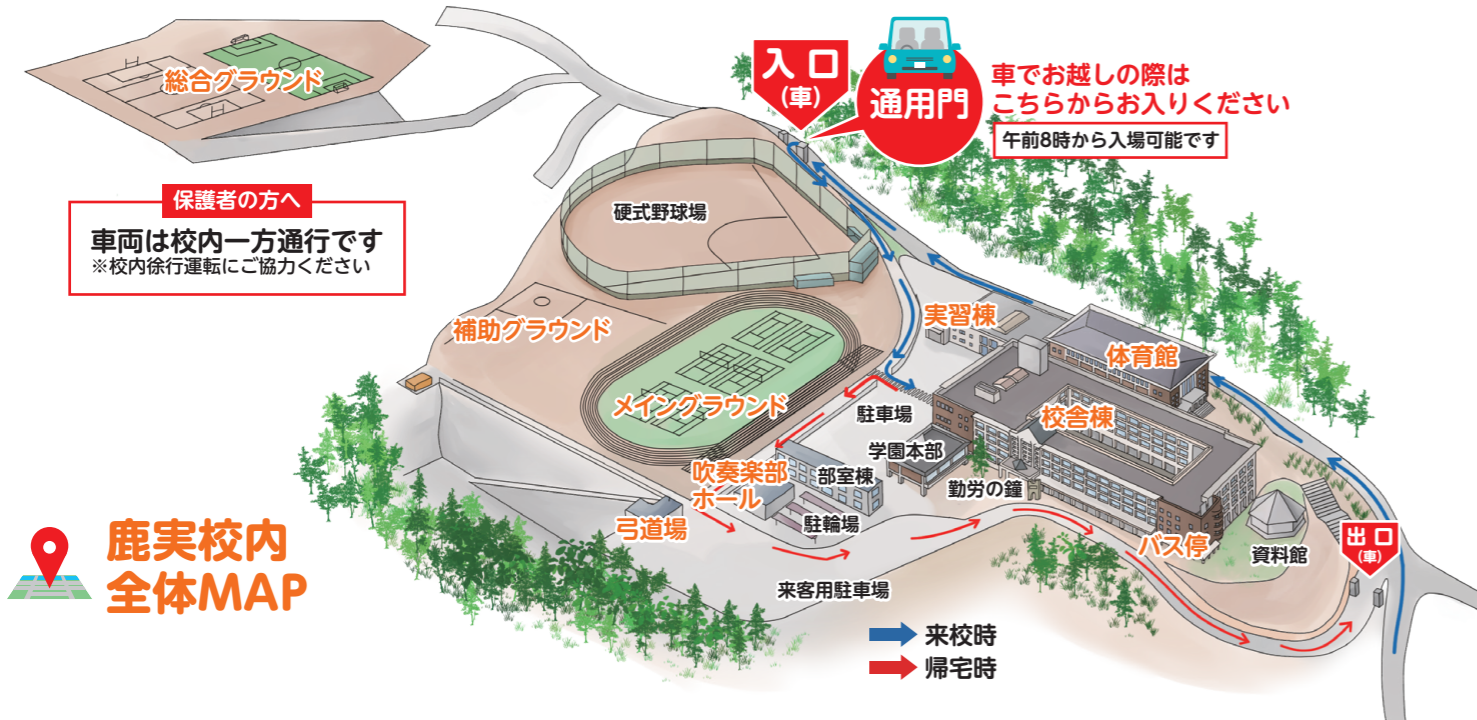 総合グラウンド
入口
(車)
通用門
車でお越しの際は
こちらからお入りください
午前8時から入場可能です
保護者の方へ
車両は校内一方通行です
※校内徐行運転にご協力ください
硬式野球場
補助グラウンド
実習棟
体育館
メイングラウンド
駐車場
校舎棟
学園本部
吹奏楽部
ホール
部室棟
勤労の鐘
弓道場
駐輪場
バス停
資料館
出口
(車)
鹿実校内
全体MAP
来客用駐車場
来校時
帰宅時